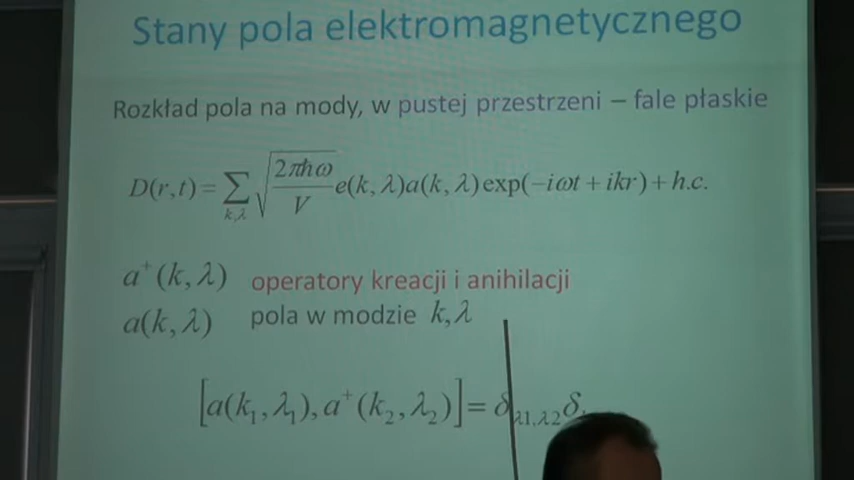 Stany pola elektromagnetycznego
Rozkład pola na mody, w pustej przestrzeni – fale płaskie
D(r,t) = ∑_{k,λ} √(2πħω / V) e(k,λ)a(k,λ)exp(−iωt + ikr) + h.c.
a⁺(k,λ) operatory kreacji i anihilacji
a(k,λ) pola w modzie k,λ
[a(k₁,λ₁), a⁺(k₂,λ₂)] = δ_{λ1,λ2}δ